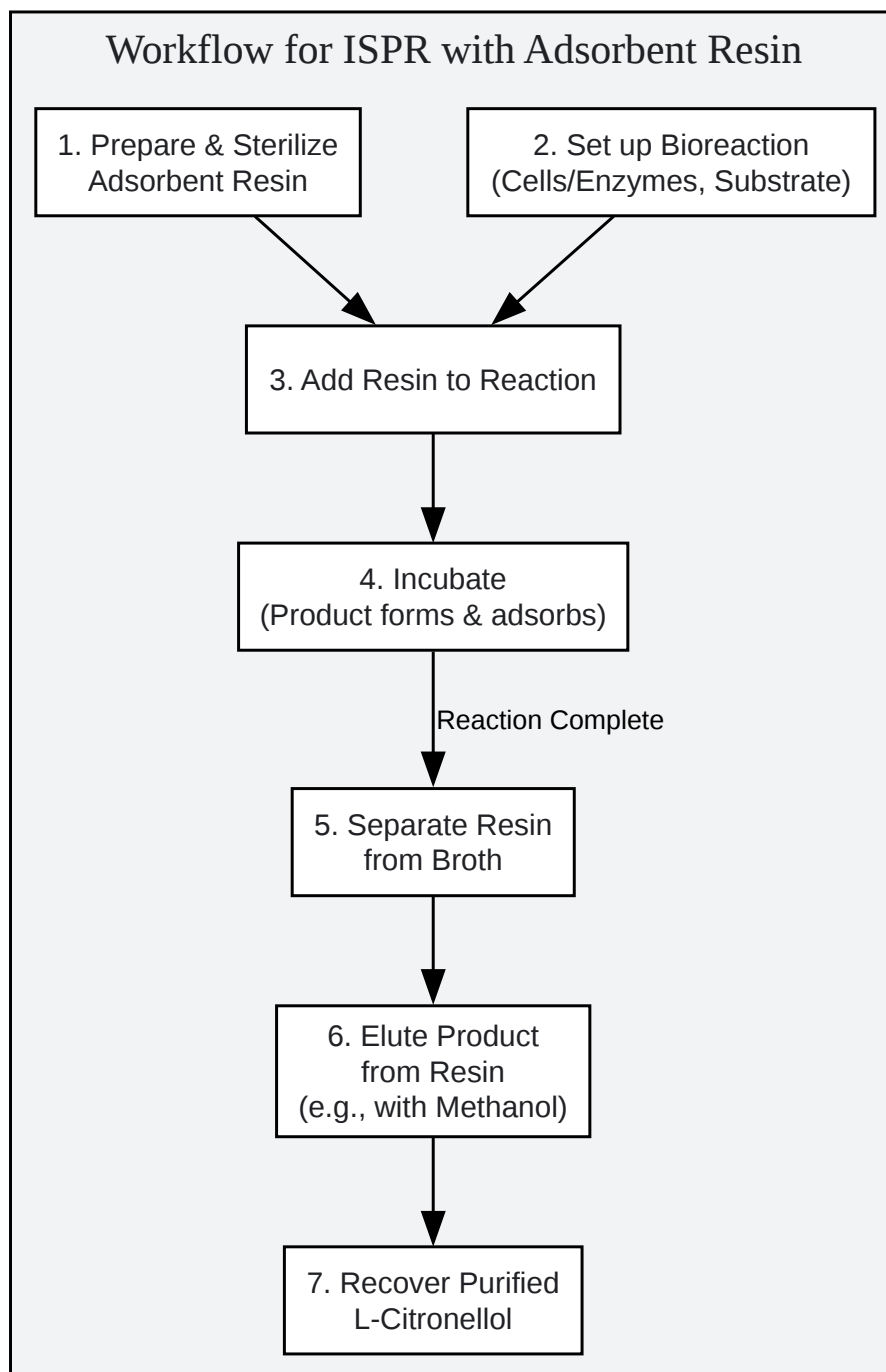 Workflow for ISPR with Adsorbent Resin
1. Prepare & Sterilize
Adsorbent Resin
2. Set up Bioreaction
(Cells/Enzymes, Substrate)
3. Add Resin to Reaction
4. Incubate
(Product forms & adsorbs)
Reaction Complete
5. Separate Resin
from Broth
6. Elute Product
from Resin
(e.g., with Methanol)
7. Recover Purified
L-Citronellol